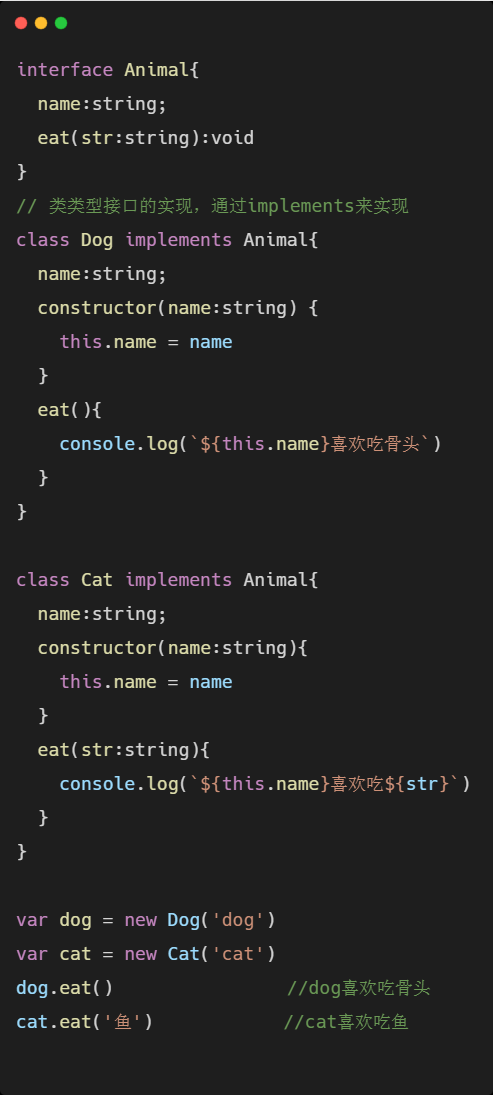 interface Animal{
  name:string;
  eat(str:string):void
}
// 类类型接口的实现，通过implements来实现
class Dog implements Animal{
  name:string;
  constructor(name:string) {
    this.name = name
  }
  eat(){
    console.log(`${this.name}喜欢吃骨头`)
  }
}

class Cat implements Animal{
  name:string;
  constructor(name:string){
    this.name = name
  }
  eat(str:string){
    console.log(`${this.name}喜欢吃${str}`)
  }
}

var dog = new Dog('dog')
var cat = new Cat('cat')
dog.eat()                //dog喜欢吃骨头
cat.eat('鱼')            //cat喜欢吃鱼